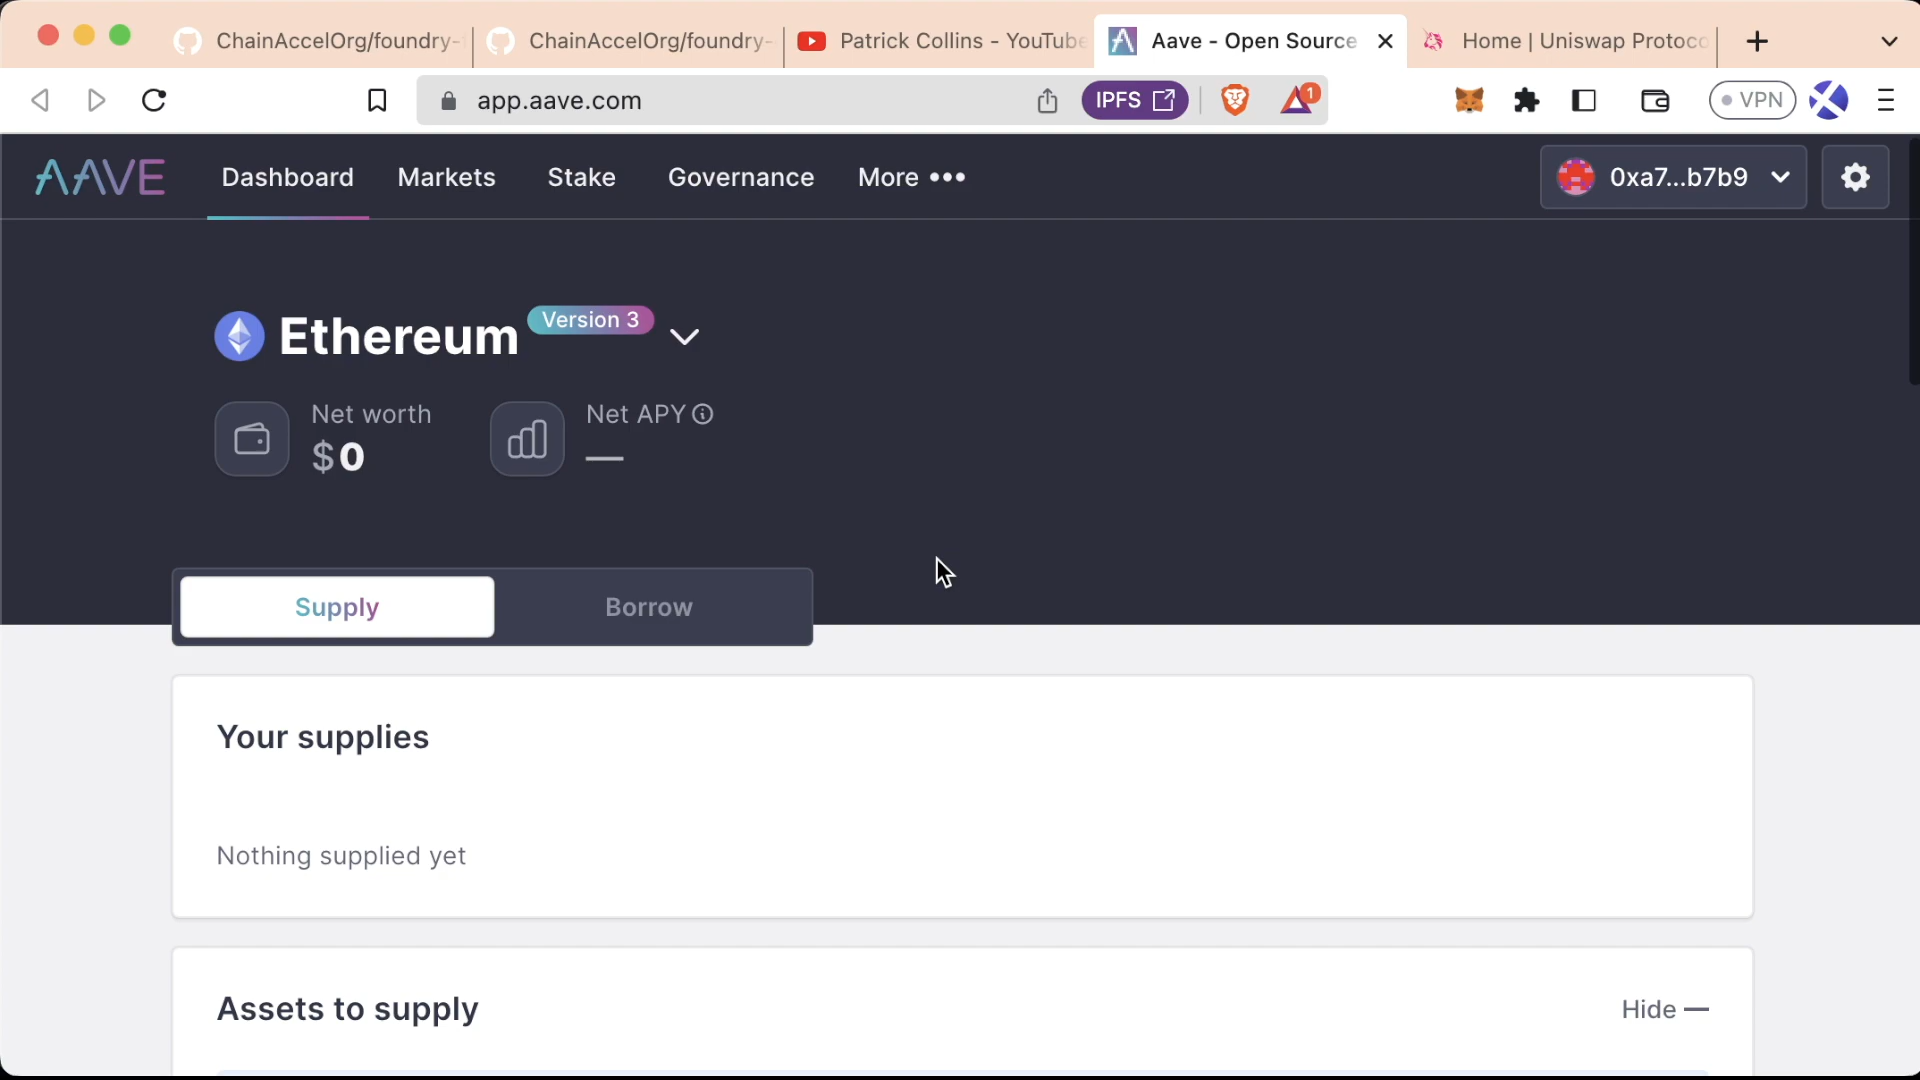 ChainAccelOrg/foundry-
ChainAccelOrg/foundry-
Patrick Collins - YouTube
Aave - Open Source
Home | Uniswap Protoco
app.aave.com
IPFS
1
VPN
AAVE
Dashboard
Markets
Stake
Governance
More
0xa7...b7b9
Ethereum
Version 3
Net worth
$0
Net APY
—
Supply
Borrow
Your supplies
Nothing supplied yet
Assets to supply
Hide —